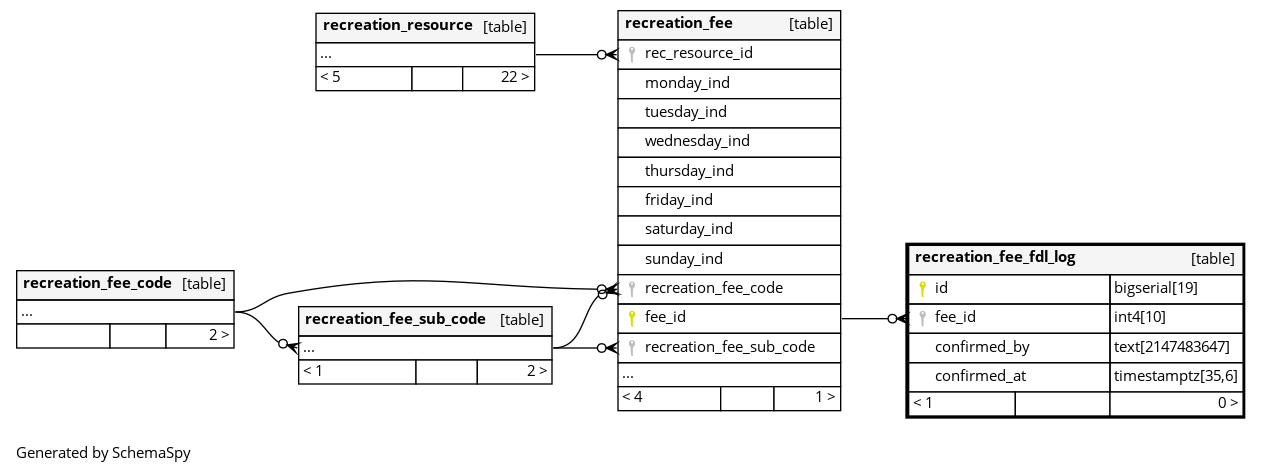 recreation_resource [table]
...
< 5 22 >
recreation_fee [table]
rec_resource_id
monday_ind
tuesday_ind
wednesday_ind
thursday_ind
friday_ind
saturday_ind
sunday_ind
recreation_fee_code
fee_id
recreation_fee_sub_code
...
< 4 1 >
recreation_fee_code [table]
...
2 >
recreation_fee_sub_code [table]
...
< 1 2 >
recreation_fee_fdl_log [table]
id bigserial[19]
fee_id int4[10]
confirmed_by text[2147483647]
confirmed_at timestamptz[35,6]
< 1 0 >
Generated by SchemaSpy